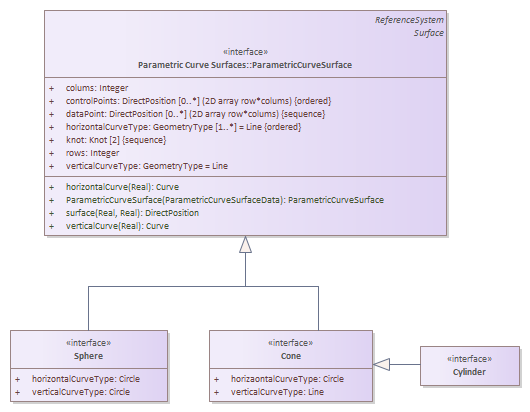 ReferenceSystem
Surface
«interface»
Parametric Curve Surfaces::ParametricCurveSurface
+ colums: Integer
+ controlPoints: DirectPosition [0..*] (2D array row*colums) {ordered}
+ dataPoint: DirectPosition [0..*] (2D array row*colums) {sequence}
+ horizontalCurveType: GeometryType [1..*] = Line {ordered}
+ knot: Knot [2] {sequence}
+ rows: Integer
+ verticalCurveType: GeometryType = Line
+ horizontalCurve(Real): Curve
+ ParametricCurveSurface(ParametricCurveSurfaceData): ParametricCurveSurface
+ surface(Real, Real): DirectPosition
+ verticalCurve(Real): Curve
«interface»
Sphere
+ horizontalCurveType: Circle
+ verticalCurveType: Circle
«interface»
Cone
+ horizaontalCurveType: Circle
+ verticalCurveType: Line
«interface»
Cylinder